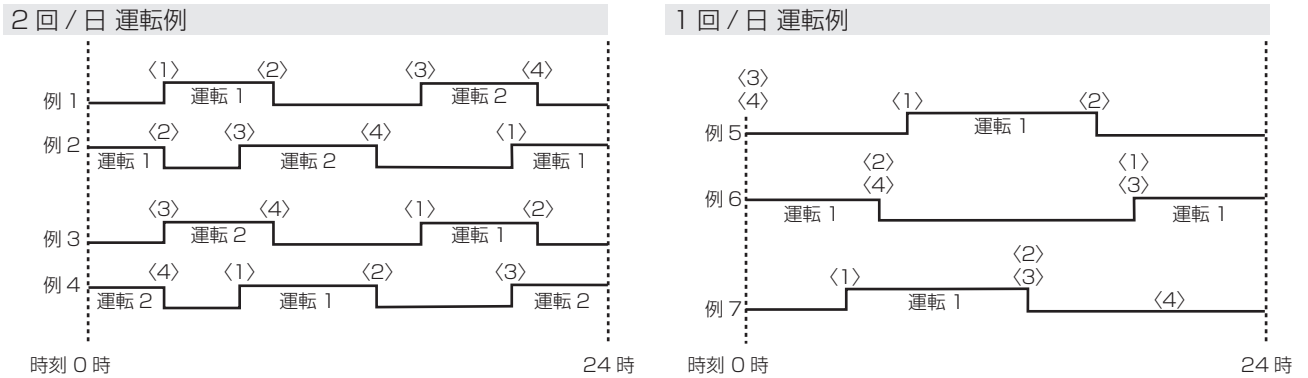 2 回 / 日 運転例
〈1〉 〈2〉 〈3〉 〈4〉
例 1 運転 1 運転 2
〈2〉 〈3〉 〈4〉 〈1〉
例 2 運転 1 運転 2 運転 1
〈3〉 〈4〉 〈1〉 〈2〉
例 3 運転 2 運転 1
〈4〉 〈1〉 〈2〉 〈3〉
例 4 運転 2 運転 1 運転 2
時刻 0 時 24 時
1 回 / 日 運転例
〈3〉
〈4〉 〈1〉 〈2〉
例 5 運転 1
〈2〉 〈1〉
〈4〉 〈3〉
例 6 運転 1 運転 1
〈2〉
〈1〉 〈3〉
例 7 運転 1 〈4〉
時刻 0 時 24 時